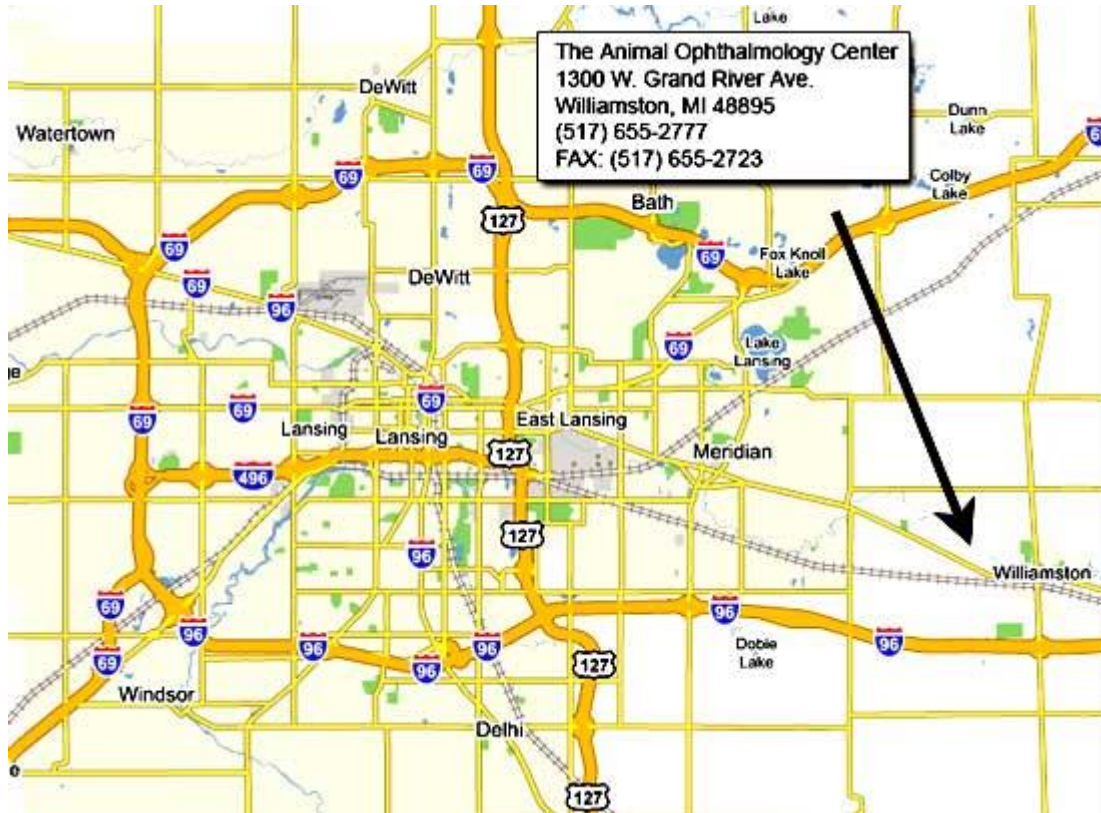 Lake
The Animal Ophthalmology Center
1300 W. Grand River Ave.
Williamston, MI 48895
(517) 655-2777
FAX: (517) 655-2723
DeWitt
Watertown
Dunn
Lake
69
69
Colby
Lake
127
Bath
69
69
Fox Knoll
Lake
DeWitt
69
96
69
Lake
Lansing
69
69
69
East Lansing
Lansing
Lansing
127
Meridian
496
127
96
Williamston
69
96
96
96
96
96
96
69
Dobie
Lake
127
Windsor
Delhi
127